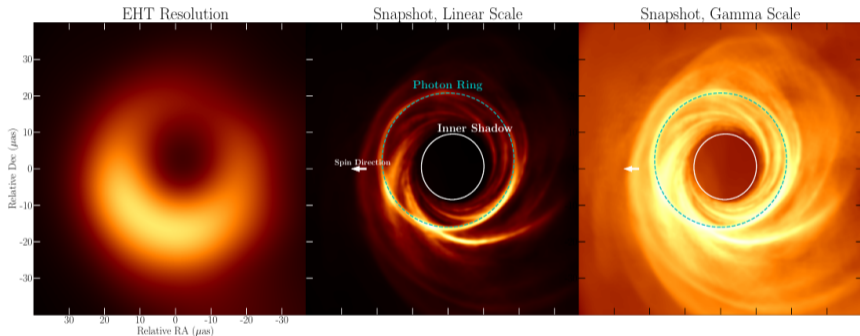 EHT Resolution
Snapshot, Linear Scale
Snapshot, Gamma Scale
Photon Ring
Inner Shadow
Spin Direction
Relative Dec (μas)
30
20
10
0
-10
-20
-30
30 20 10 0 -10 -20 -30
Relative RA (μas)